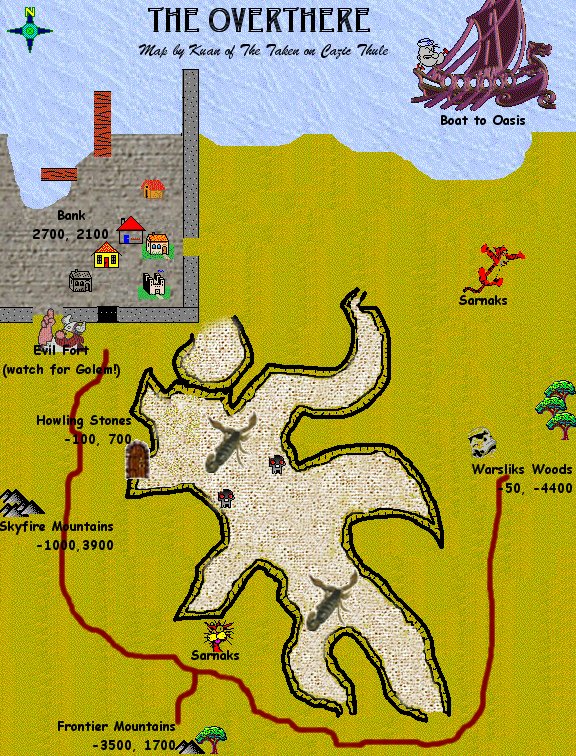 THE OVERTHERE
N
Map by Kuan of The Taken on Cazic Thule
Boat to Oasis
Bank
2700, 2100
Sarnaks
Evil Fort
(watch for Golem!)
Howling Stones
-100, 700
Warsliks Woods
-50, -4400
Skyfire Mountains
-1000,3900
Sarnaks
Frontier Mountains
-3500, 1700